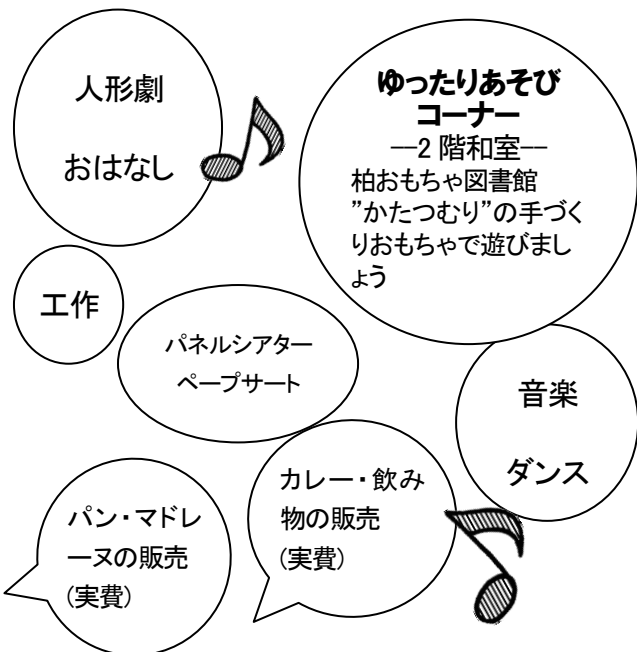 人形劇
おはなし
ゆったりあそび
コーナー
―2 階和室--
柏おもちゃ図書館
”かたつむり”の手づく
りおもちゃで遊びまし
ょう
工作
パネルシアター
ペープサート
音楽
ダンス
カレー・飲み
物の販売
(実費)
パン・マドレ
ーヌの販売
(実費)